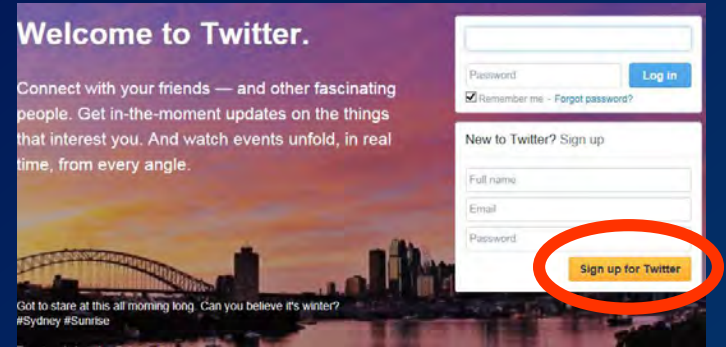 Welcome to Twitter.
Connect with your friends — and other fascinating
people. Get in-the-moment updates on the things
that interest you. And watch events unfold, in real
time, from every angle.
Got to stare at this all morning long. Can you believe it's winter?
#Sydney #Sunrise
Password
Log in
Remember me - Forgot password?
New to Twitter? Sign up
Full name
Email
Password
Sign up for Twitter